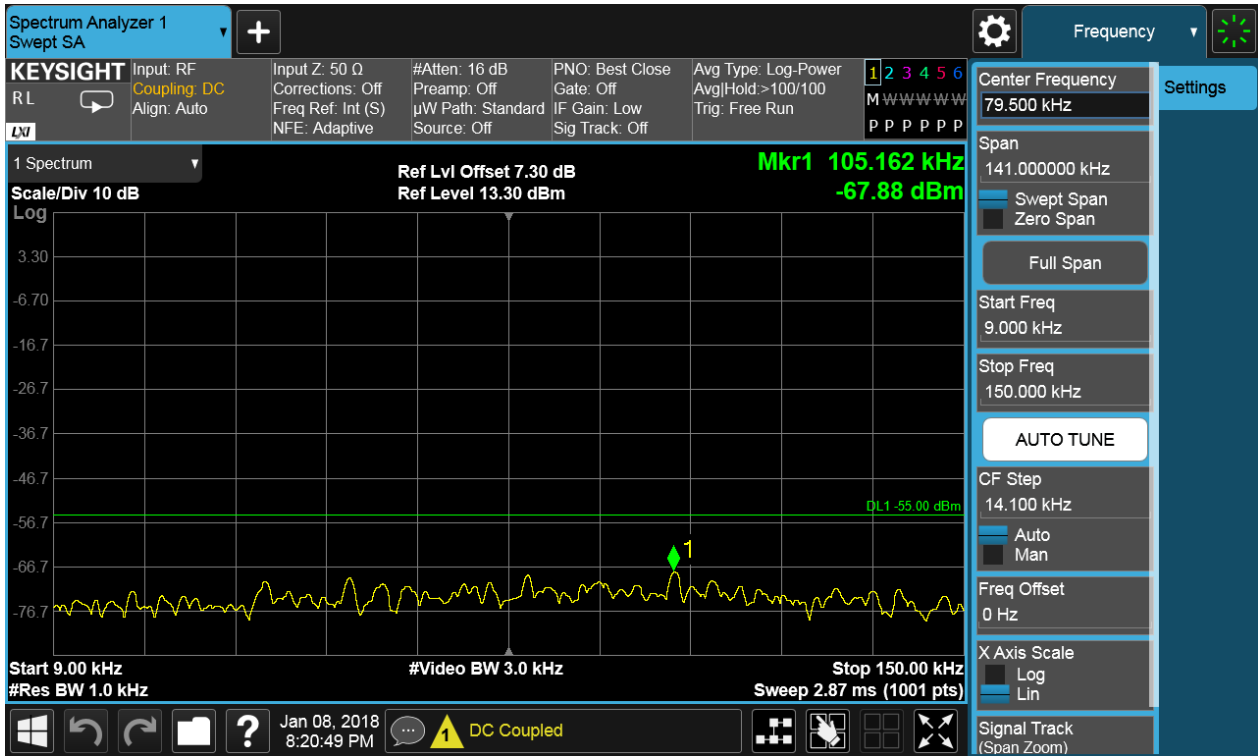 Spectrum Analyzer 1
Swept SA
+
Frequency
KEYSIGHT
RL
LXI
Input: RF
Coupling: DC
Align: Auto
Input Z: 50 Ω
Corrections: Off
Freq Ref: Int (S)
NFE: Adaptive
#Atten: 16 dB
Preamp: Off
µW Path: Standard
Source: Off
PNO: Best Close
Gate: Off
IF Gain: Low
Sig Track: Off
Avg Type: Log-Power
Avg|Hold:>100/100
Trig: Free Run
1 2 3 4 5 6
M W W W W W
P P P P P P
1 Spectrum
Scale/Div 10 dB
Log
Ref Lvl Offset 7.30 dB
Ref Level 13.30 dBm
Mkr1 105.162 kHz
-67.88 dBm
3.30
-6.70
-16.7
-26.7
-36.7
-46.7
-56.7
-66.7
-76.7
DL1 -55.00 dBm
1
Start 9.00 kHz
#Video BW 3.0 kHz
Stop 150.00 kHz
#Res BW 1.0 kHz
Sweep 2.87 ms (1001 pts)
Center Frequency
79.500 kHz
Span
141.000000 kHz
Swept Span
Zero Span
Full Span
Start Freq
9.000 kHz
Stop Freq
150.000 kHz
AUTO TUNE
CF Step
14.100 kHz
Auto
Man
Freq Offset
0 Hz
X Axis Scale
Log
Lin
Signal Track
(Span Zoom)
Settings
?
Jan 08, 2018
8:20:49 PM
1
DC Coupled